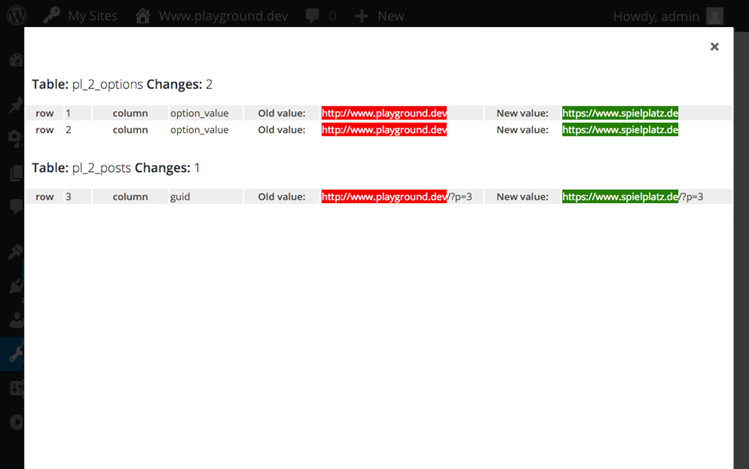 My Sites Www.playground.dev 0 New Howdy, admin
×
Table: pl_2_options Changes: 2
row 1 column option_value Old value: http://www.playground.dev New value: https://www.spielplatz.de
row 2 column option_value Old value: http://www.playground.dev New value: https://www.spielplatz.de
Table: pl_2_posts Changes: 1
row 3 column guid Old value: http://www.playground.dev/?p=3 New value: https://www.spielplatz.de/?p=3